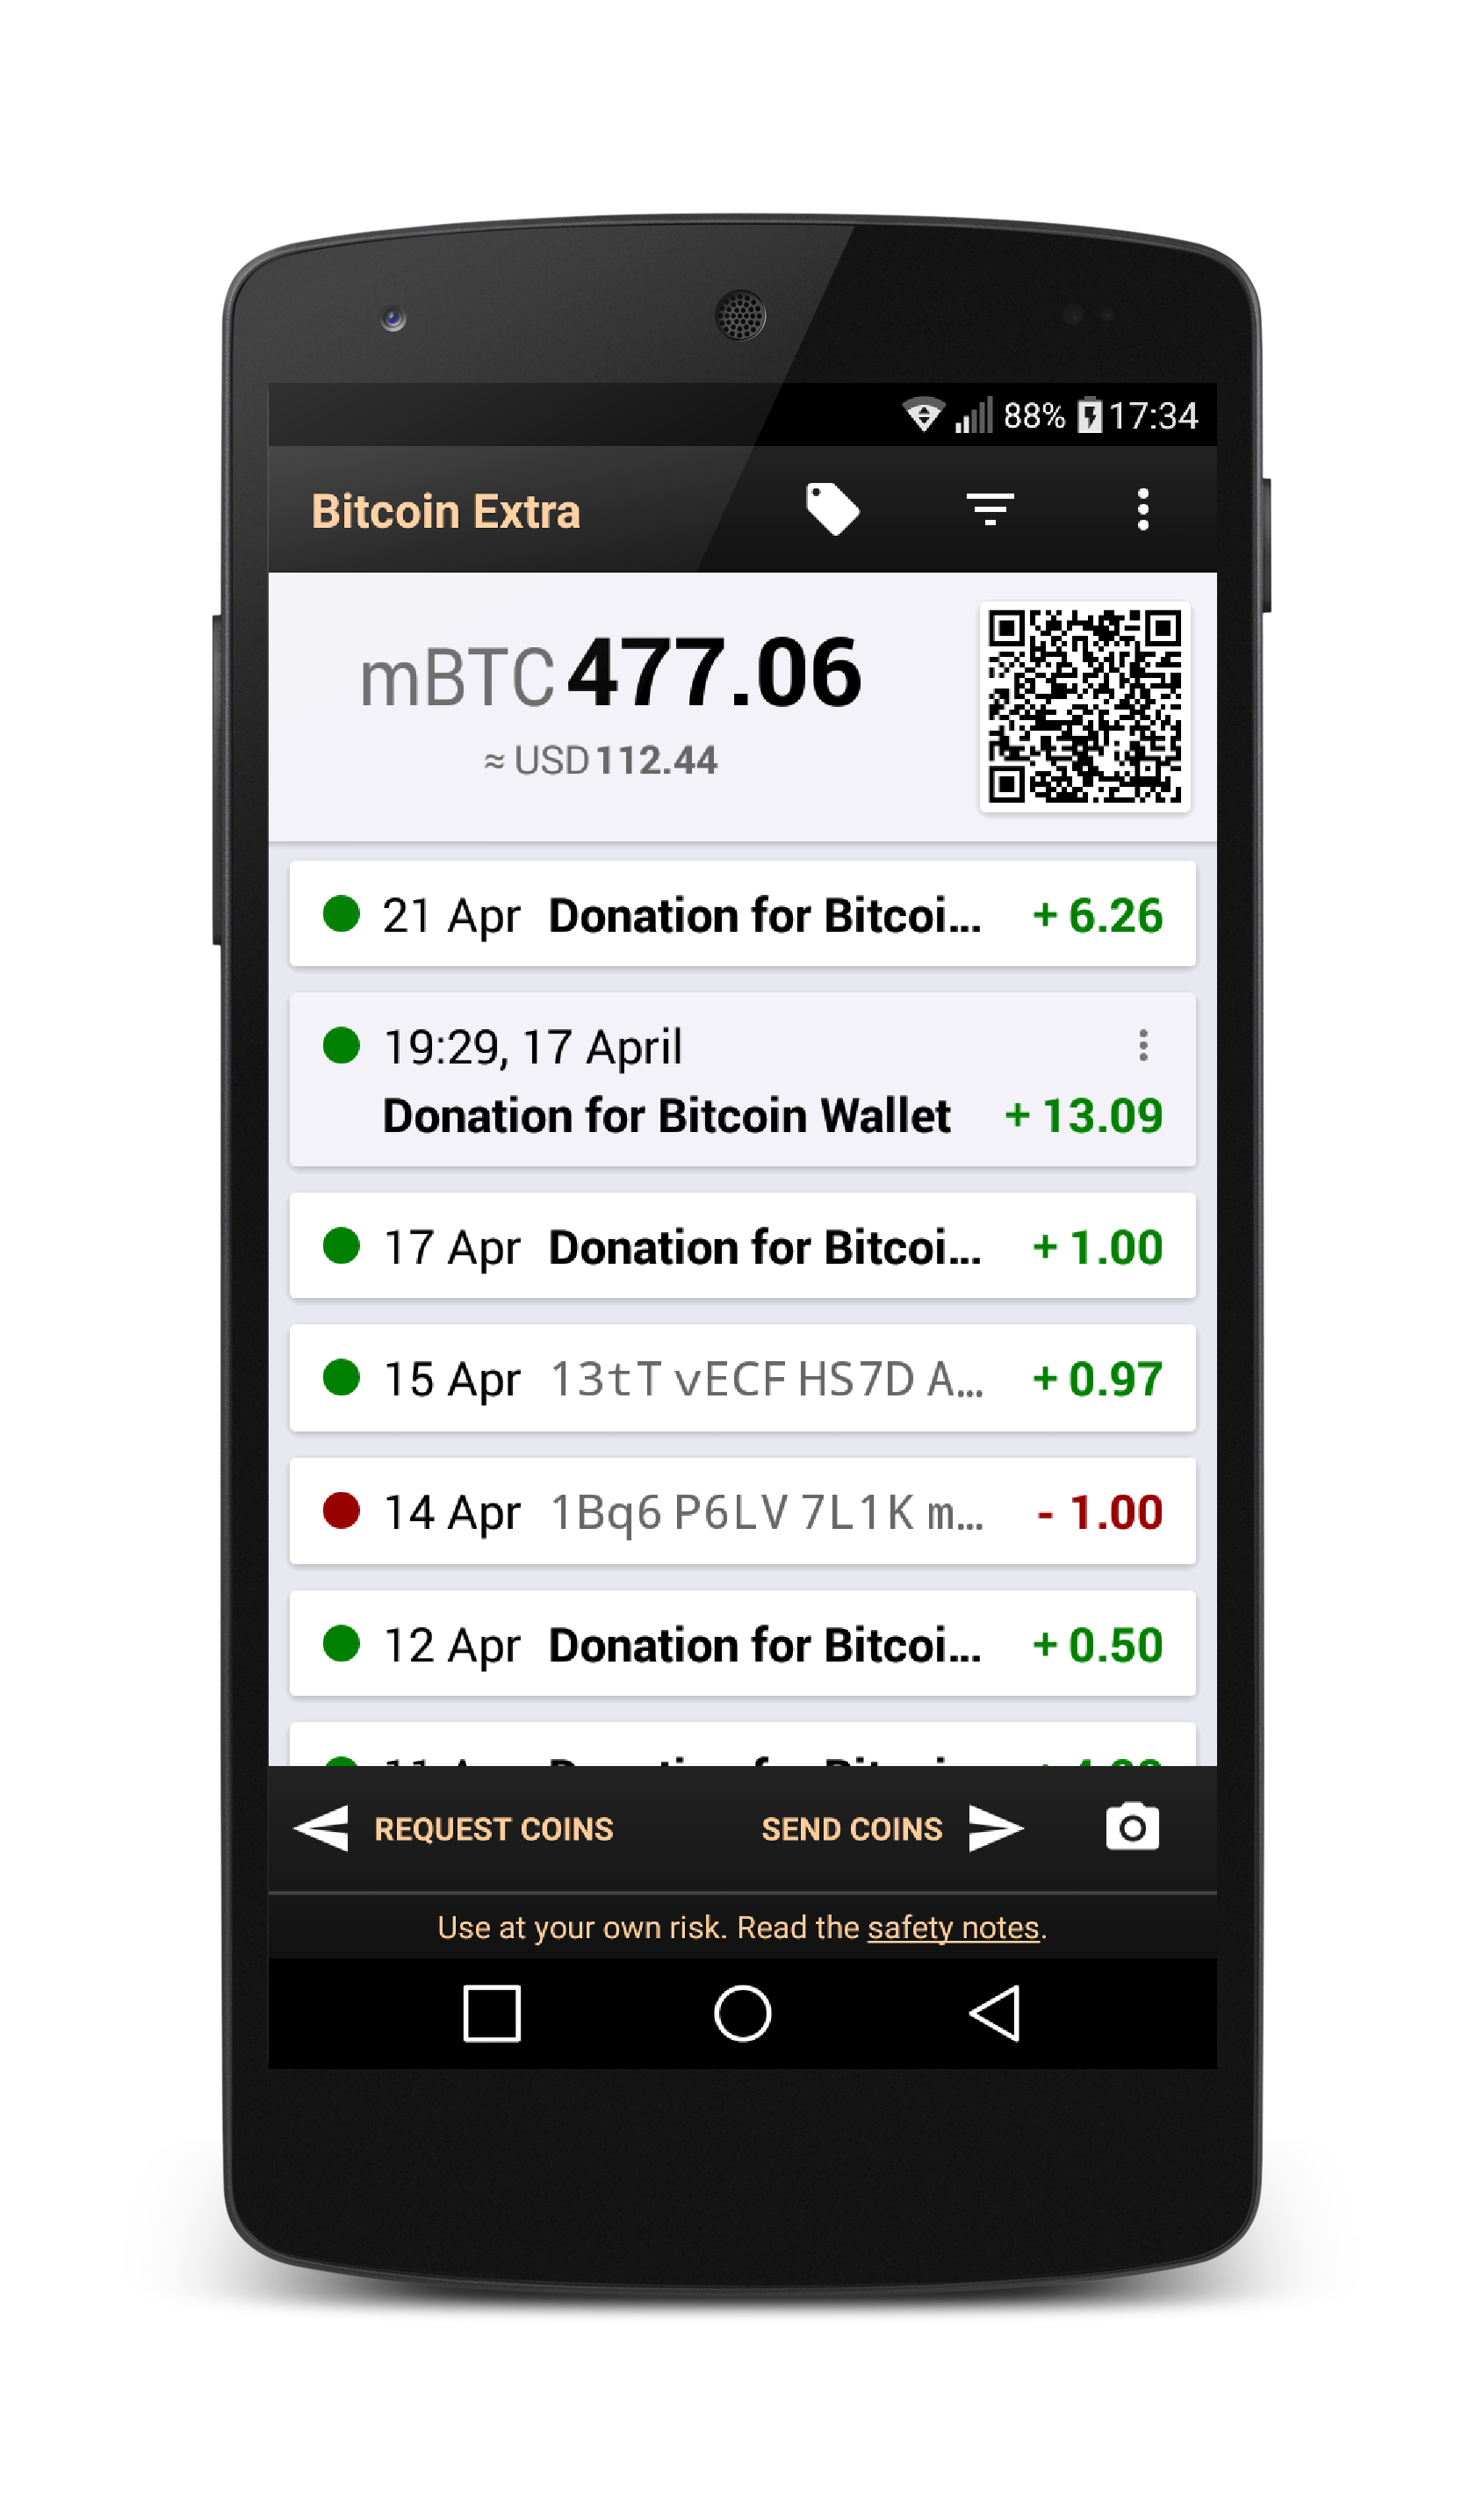 88% 17:34
Bitcoin Extra
mBTC 477.06
≈ USD 112.44
21 Apr Donation for Bitcoi... + 6.26
19:29, 17 April
Donation for Bitcoin Wallet + 13.09
17 Apr Donation for Bitcoi... + 1.00
15 Apr 13tT vECF HS7D A... + 0.97
14 Apr 1Bq6 P6LV 7L1K m... - 1.00
12 Apr Donation for Bitcoi... + 0.50
REQUEST COINS SEND COINS
Use at your own risk. Read the safety notes.